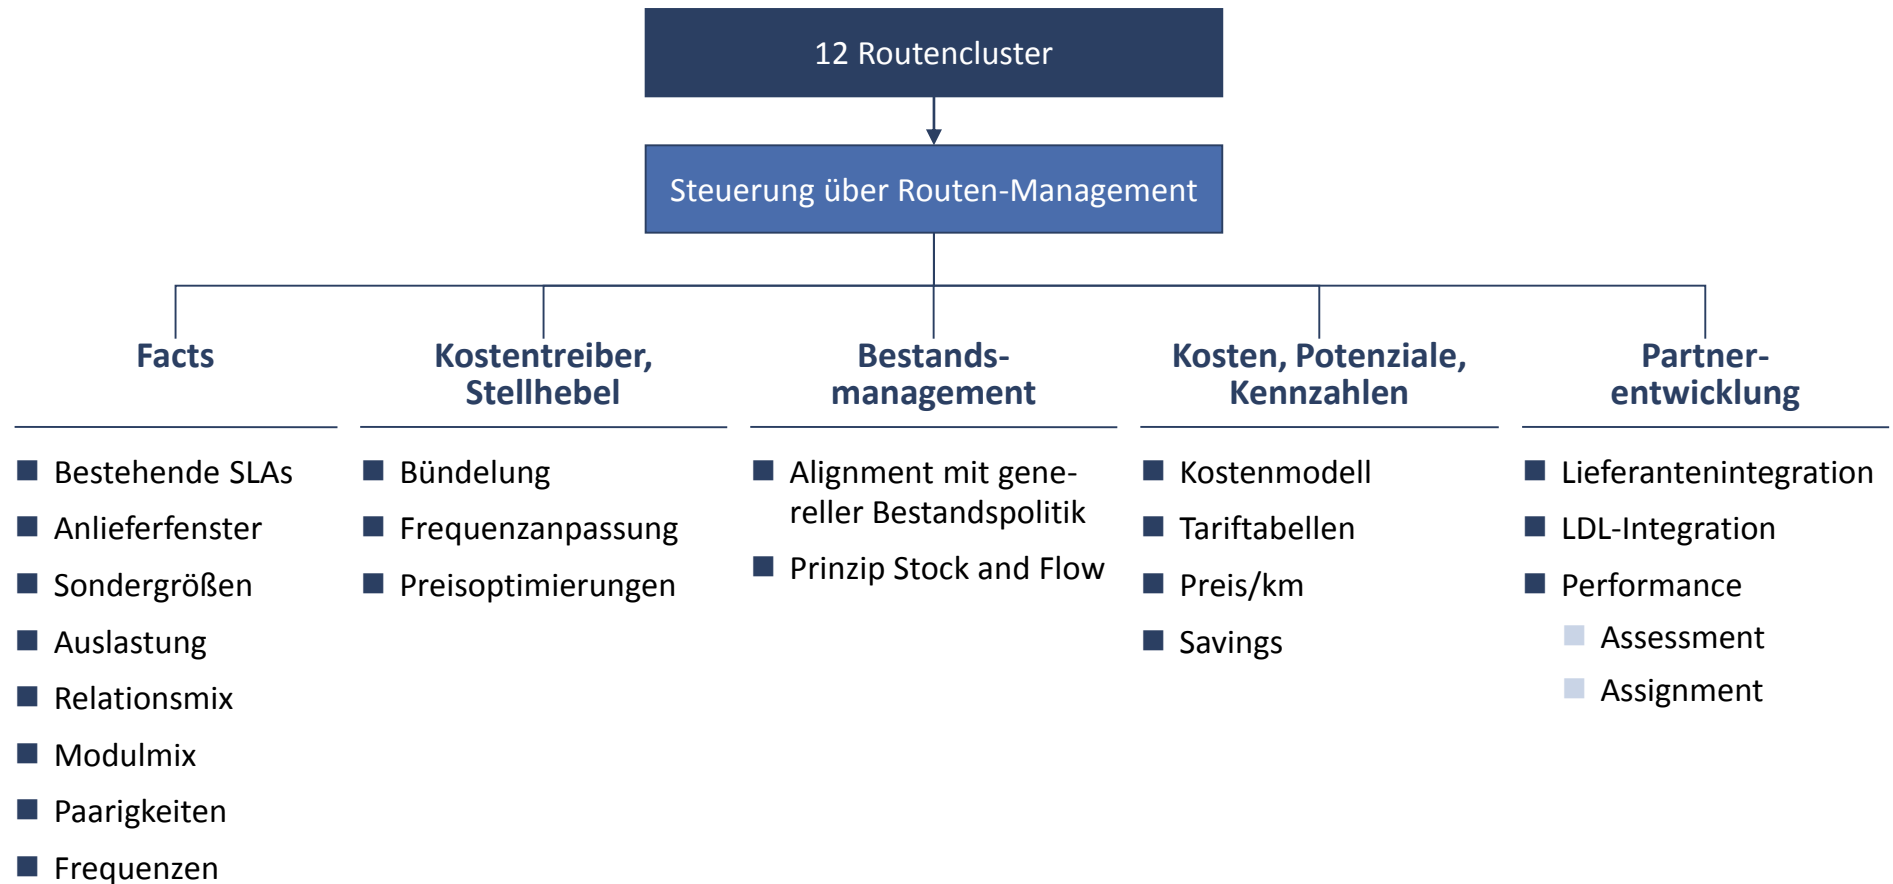 12 Routencluster
Steuerung über Routen-Management
Facts
Bestehende SLAs
Anlieferfenster
Sondergrößen
Auslastung
Relationsmix
Modulmix
Paarigkeiten
Frequenzen
Kostentreiber,
Stellhebel
Bündelung
Frequenzanpassung
Preisoptimierungen
Bestands-
management
Alignment mit gene-
reller Bestandspolitik
Prinzip Stock and Flow
Kosten, Potenziale,
Kennzahlen
Kostenmodell
Tariftabellen
Preis/km
Savings
Partner-
entwicklung
Lieferantenintegration
LDL-Integration
Performance
Assessment
Assignment